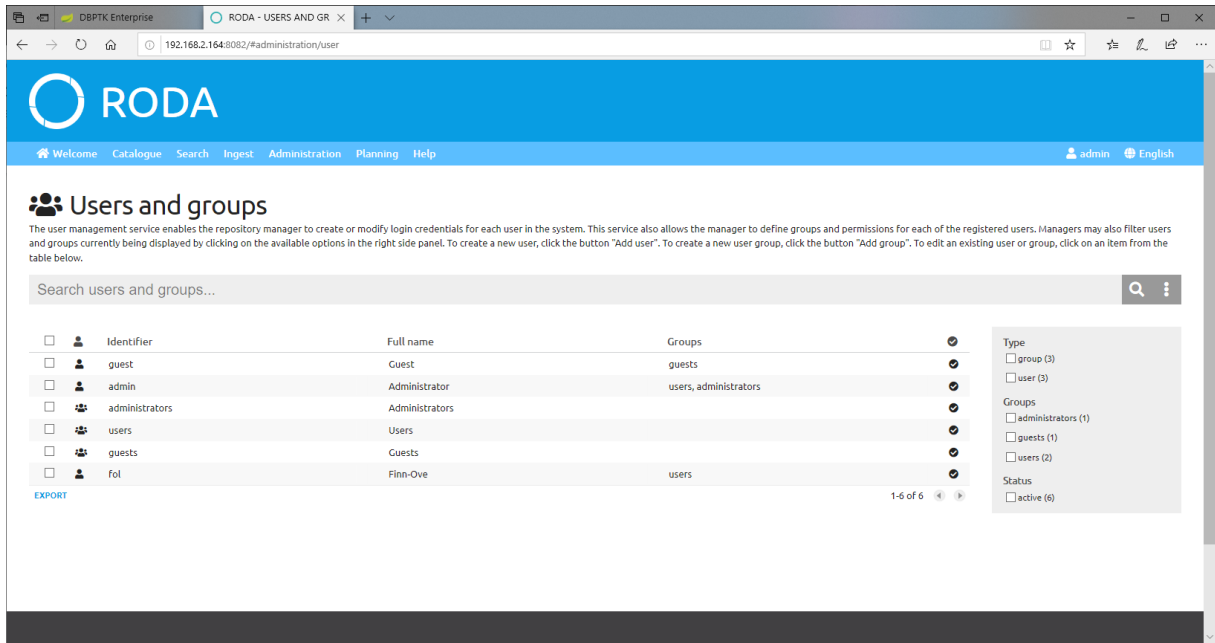 DBPTK Enterprise
RODA - USERS AND GR
192.168.2.164:8082/#administration/user
RODA
Welcome Catalogue Search Ingest Administration Planning Help admin English
Users and groups
The user management service enables the repository manager to create or modify login credentials for each user in the system. This service also allows the manager to define groups and permissions for each of the registered users. Managers may also filter users
and groups currently being displayed by clicking on the available options in the right side panel. To create a new user, click the button "Add user". To create a new user group, click the button "Add group". To edit an existing user or group, click on an item from the
table below.
Search users and groups...
Identifier Full name Groups
guest Guest guests
admin Administrator users, administrators
administrators Administrators
users Users
guests Guests
fol Finn-Ove users
EXPORT 1-6 of 6
Type
group (3)
user (3)
Groups
administrators (1)
guests (1)
users (2)
Status
active (6)